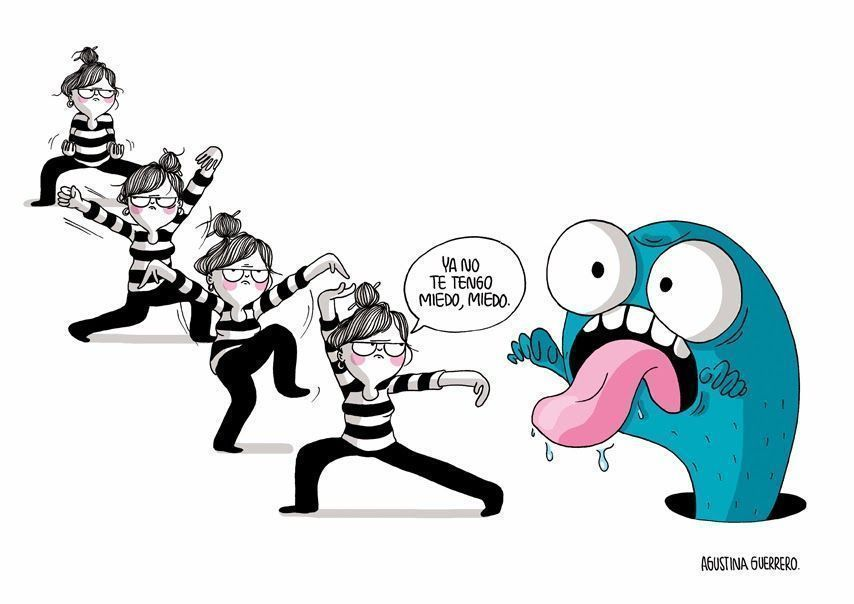 YA NO
TE TENGO
MIEDO, MIEDO.
AGUSTINA GUERRERO.